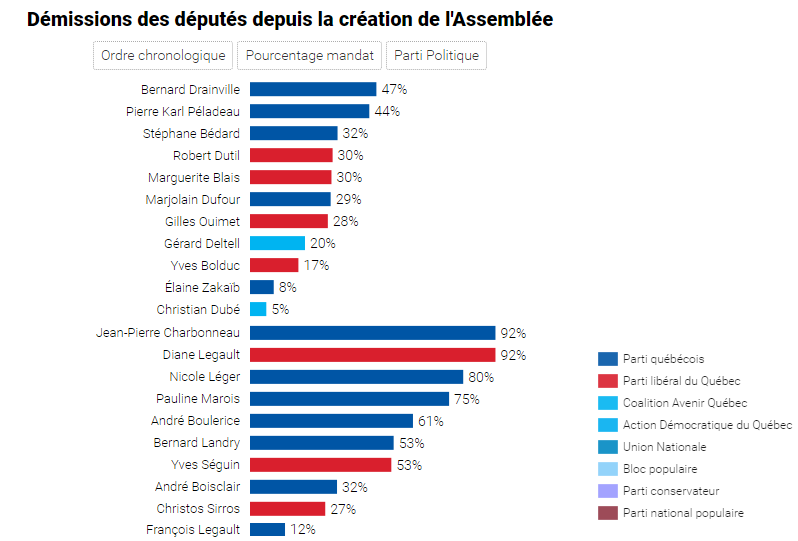 Démissions des députés depuis la création de l'Assemblée
Ordre chronologique Pourcentage mandat Parti Politique
Bernard Drainville 47%
Pierre Karl Péladeau 44%
Stéphane Bédard 32%
Robert Dutil 30%
Marguerite Blais 30%
Marjolain Dufour 29%
Gilles Ouimet 28%
Gérard Deltell 20%
Yves Bolduc 17%
Élaine Zakaïb 8%
Christian Dubé 5%
Jean-Pierre Charbonneau 92%
Diane Legault 92%
Nicole Léger 80%
Pauline Marois 75%
André Boulerice 61%
Bernard Landry 53%
Yves Séguin 53%
André Boisclair 32%
Christos Sirros 27%
François Legault 12%
Parti québécois
Parti libéral du Québec
Coalition Avenir Québec
Action Démocratique du Québec
Union Nationale
Bloc populaire
Parti conservateur
Parti national populaire